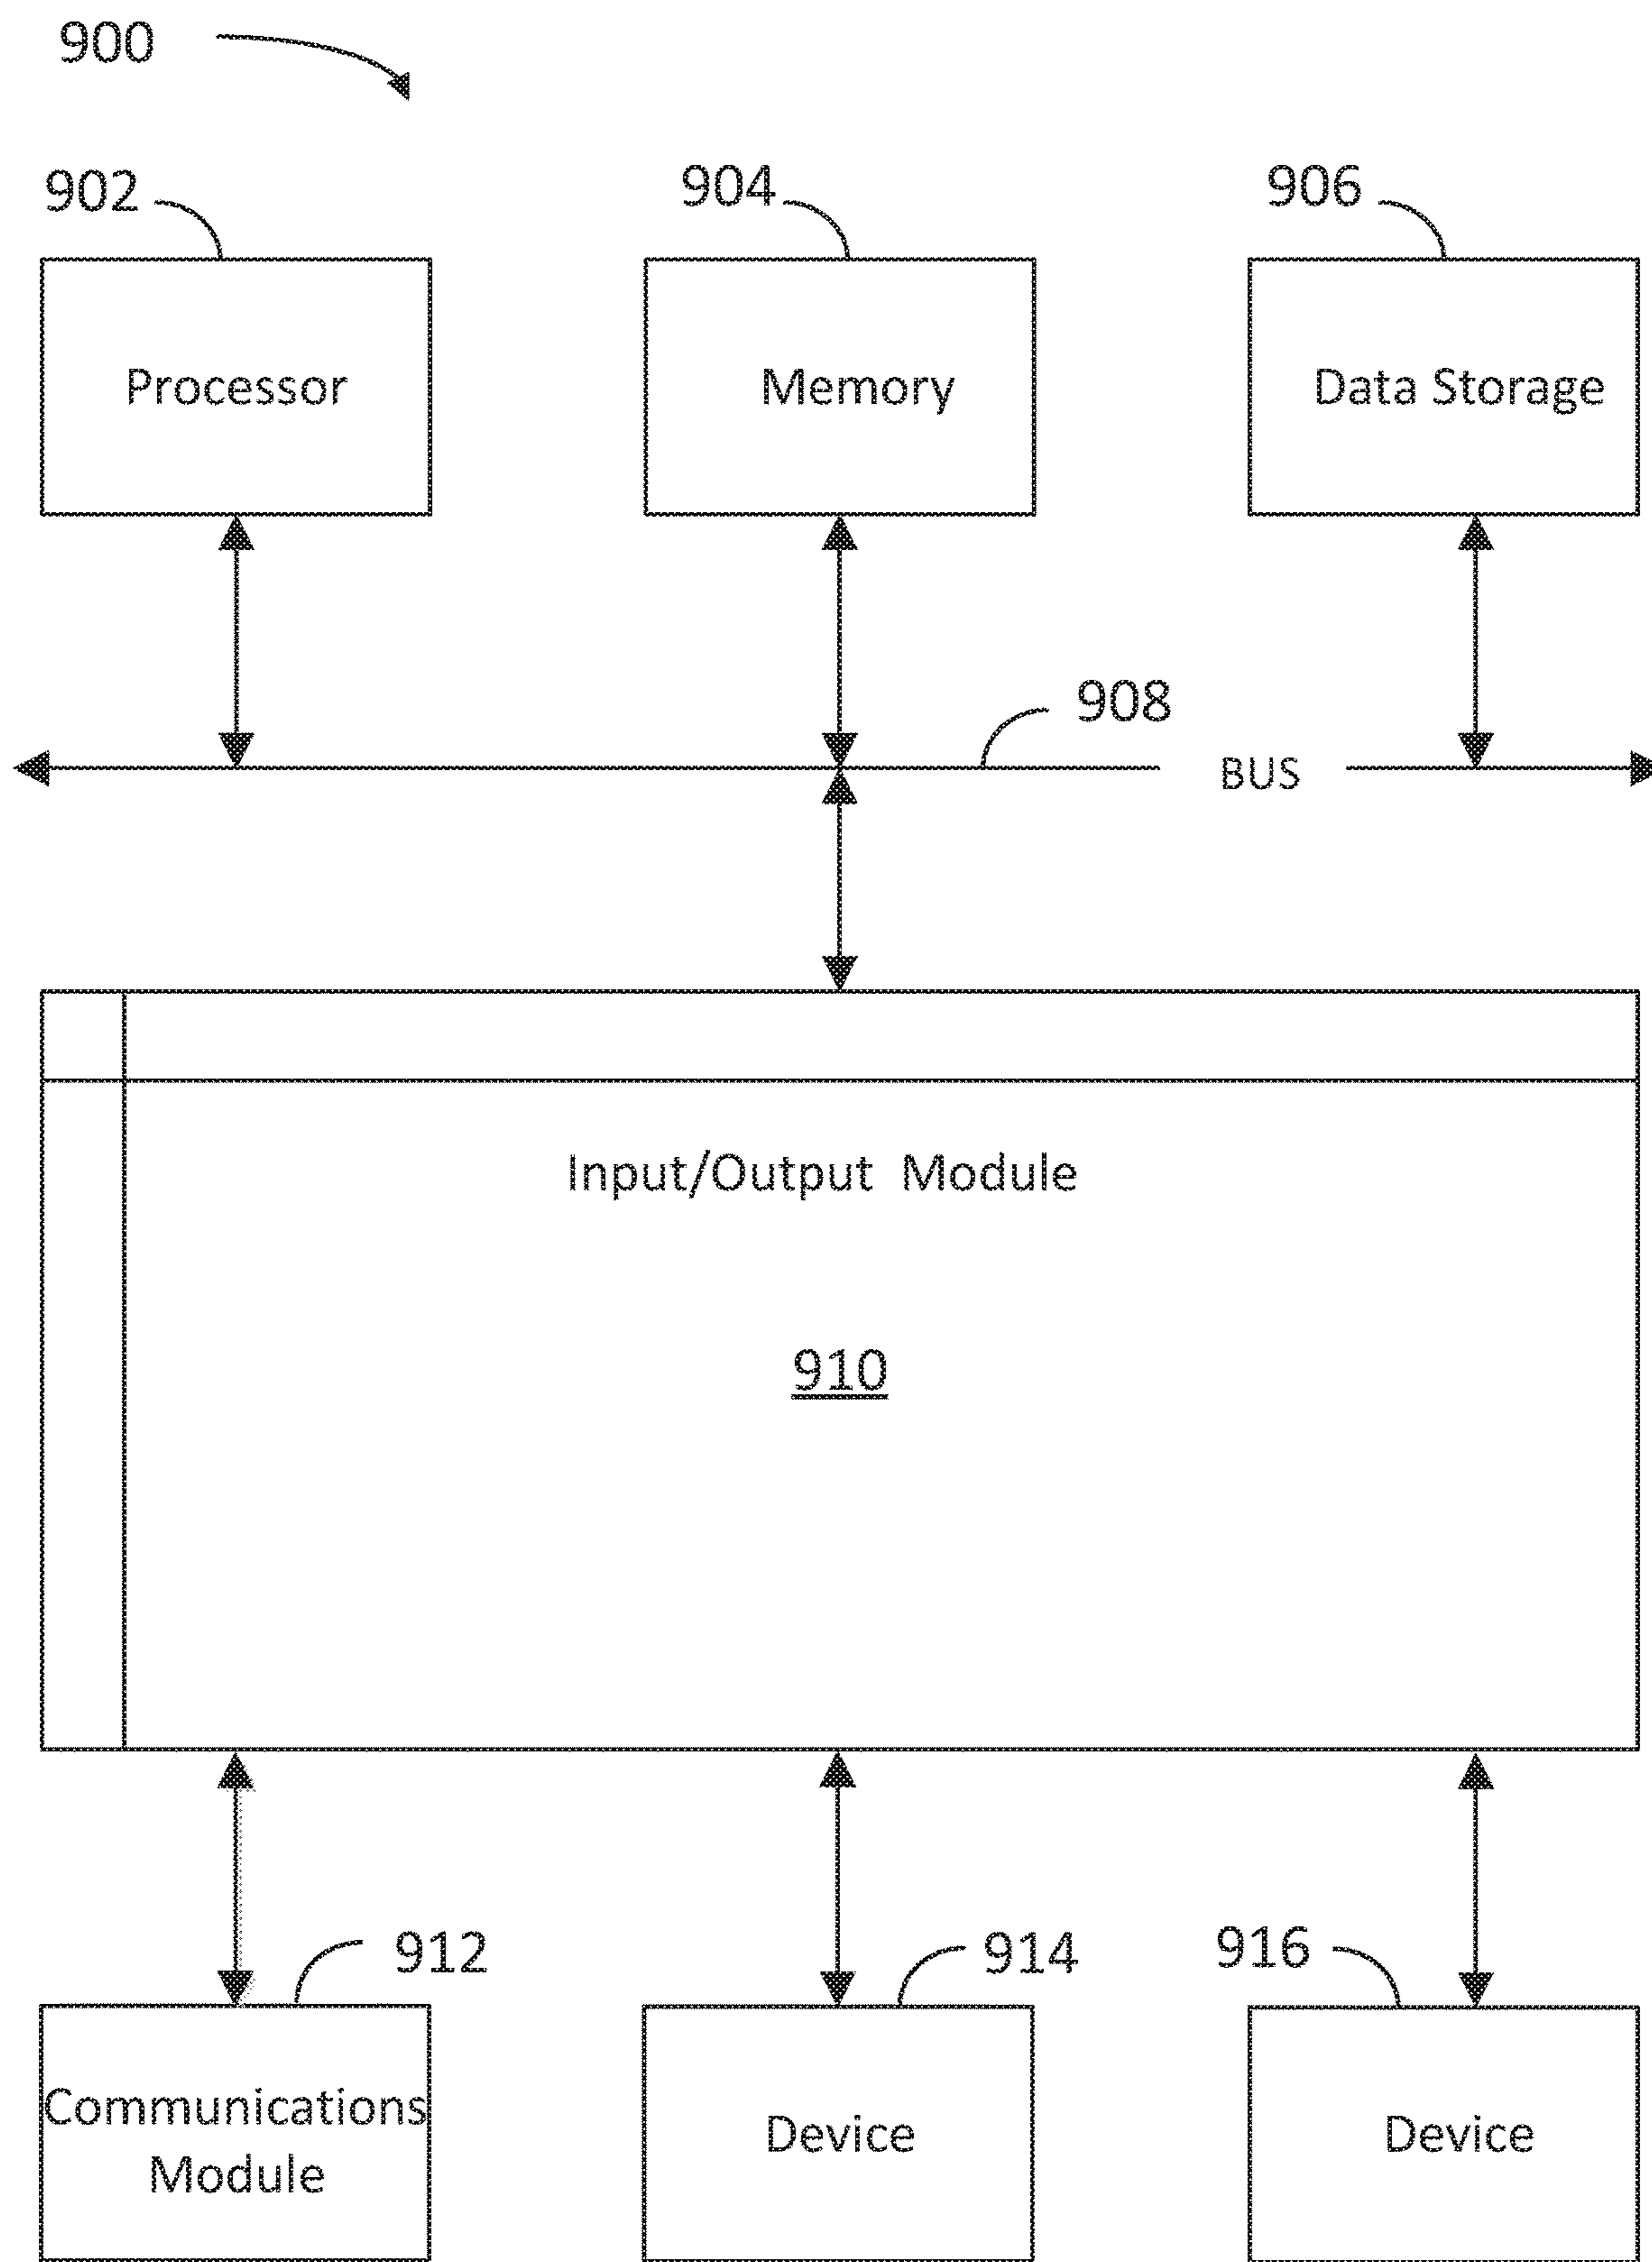 900
902
904
906
Processor
Memory
Data Storage
908
BUS
Input/Output Module
910
912
914
916
Communications
Module
Device
Device